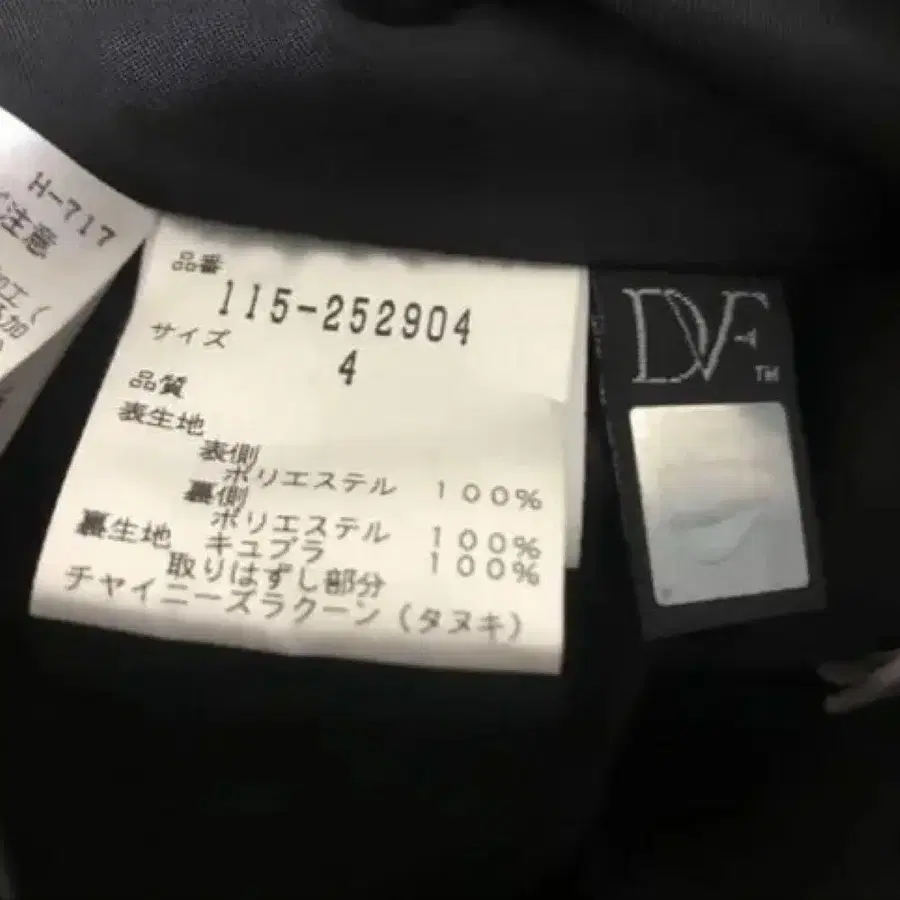 H-717
注意
品番
115-252904
サイズ
4
品質
表生地
表側
ポリエステル 100%
裏側
ポリエステル 100%
裏生地 キュプラ 100%
取りはずし部分
チャイニーズラクーン(タヌキ)
DVF
TM